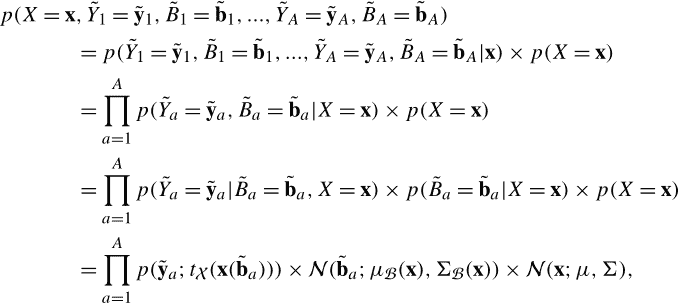 p(X = x, Ỹ₁ = ỹ₁, B̃₁ = b̃₁, ..., Ỹ_A = ỹ_A, B̃_A = b̃_A)
= p(Ỹ₁ = ỹ₁, B̃₁ = b̃₁, ..., Ỹ_A = ỹ_A, B̃_A = b̃_A|x) × p(X = x)
= ∏_{a=1}^{A} p(Ỹ_a = ỹ_a, B̃_a = b̃_a|X = x) × p(X = x)
= ∏_{a=1}^{A} p(Ỹ_a = ỹ_a|B̃_a = b̃_a, X = x) × p(B̃_a = b̃_a|X = x) × p(X = x)
= ∏_{a=1}^{A} p(ỹ_a; t_𝒳(x(b̃_a))) × 𝒩(b̃_a; μ_ℬ(x), Σ_ℬ(x)) × 𝒩(x; μ, Σ),